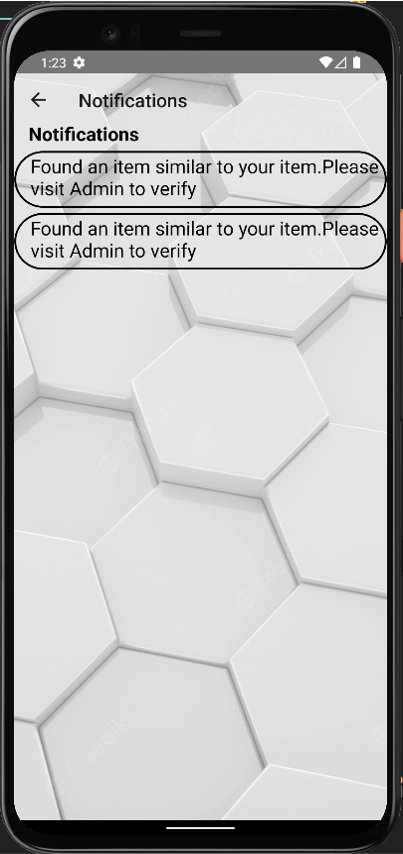 1:23
Notifications
Notifications
Found an item similar to your item.Please
visit Admin to verify
Found an item similar to your item.Please
visit Admin to verify